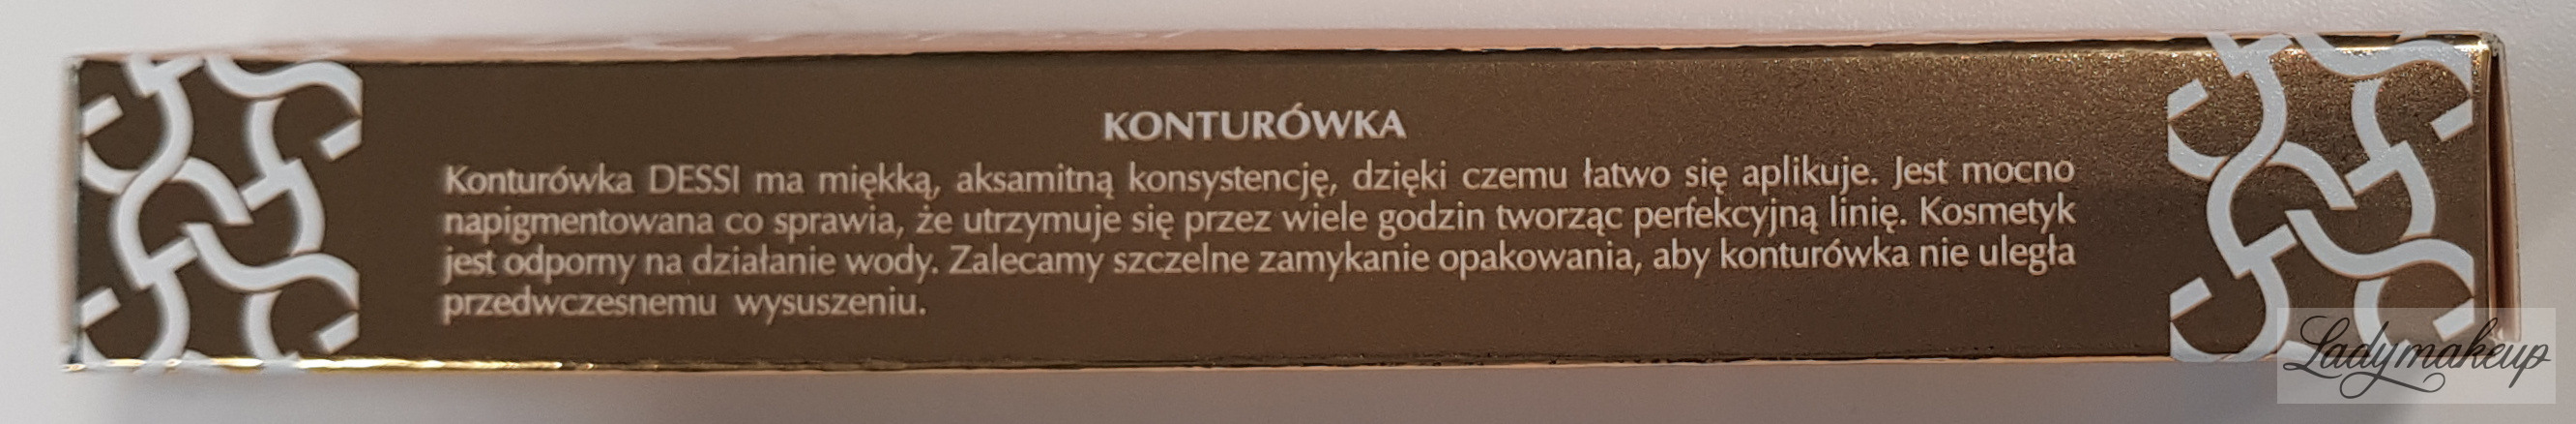 KONTURÓWKA
Konturówka DESSI ma miękką, aksamitną konsystencję, dzięki czemu łatwo się aplikuje. Jest mocno
napigmentowana co sprawia, że utrzymuje się przez wiele godzin tworząc perfekcyjną linię. Kosmetyk
jest odporny na działanie wody. Zalecamy szczelne zamykanie opakowania, aby konturówka nie uległa
przedwczesnemu wysuszeniu.
Ladymakeup